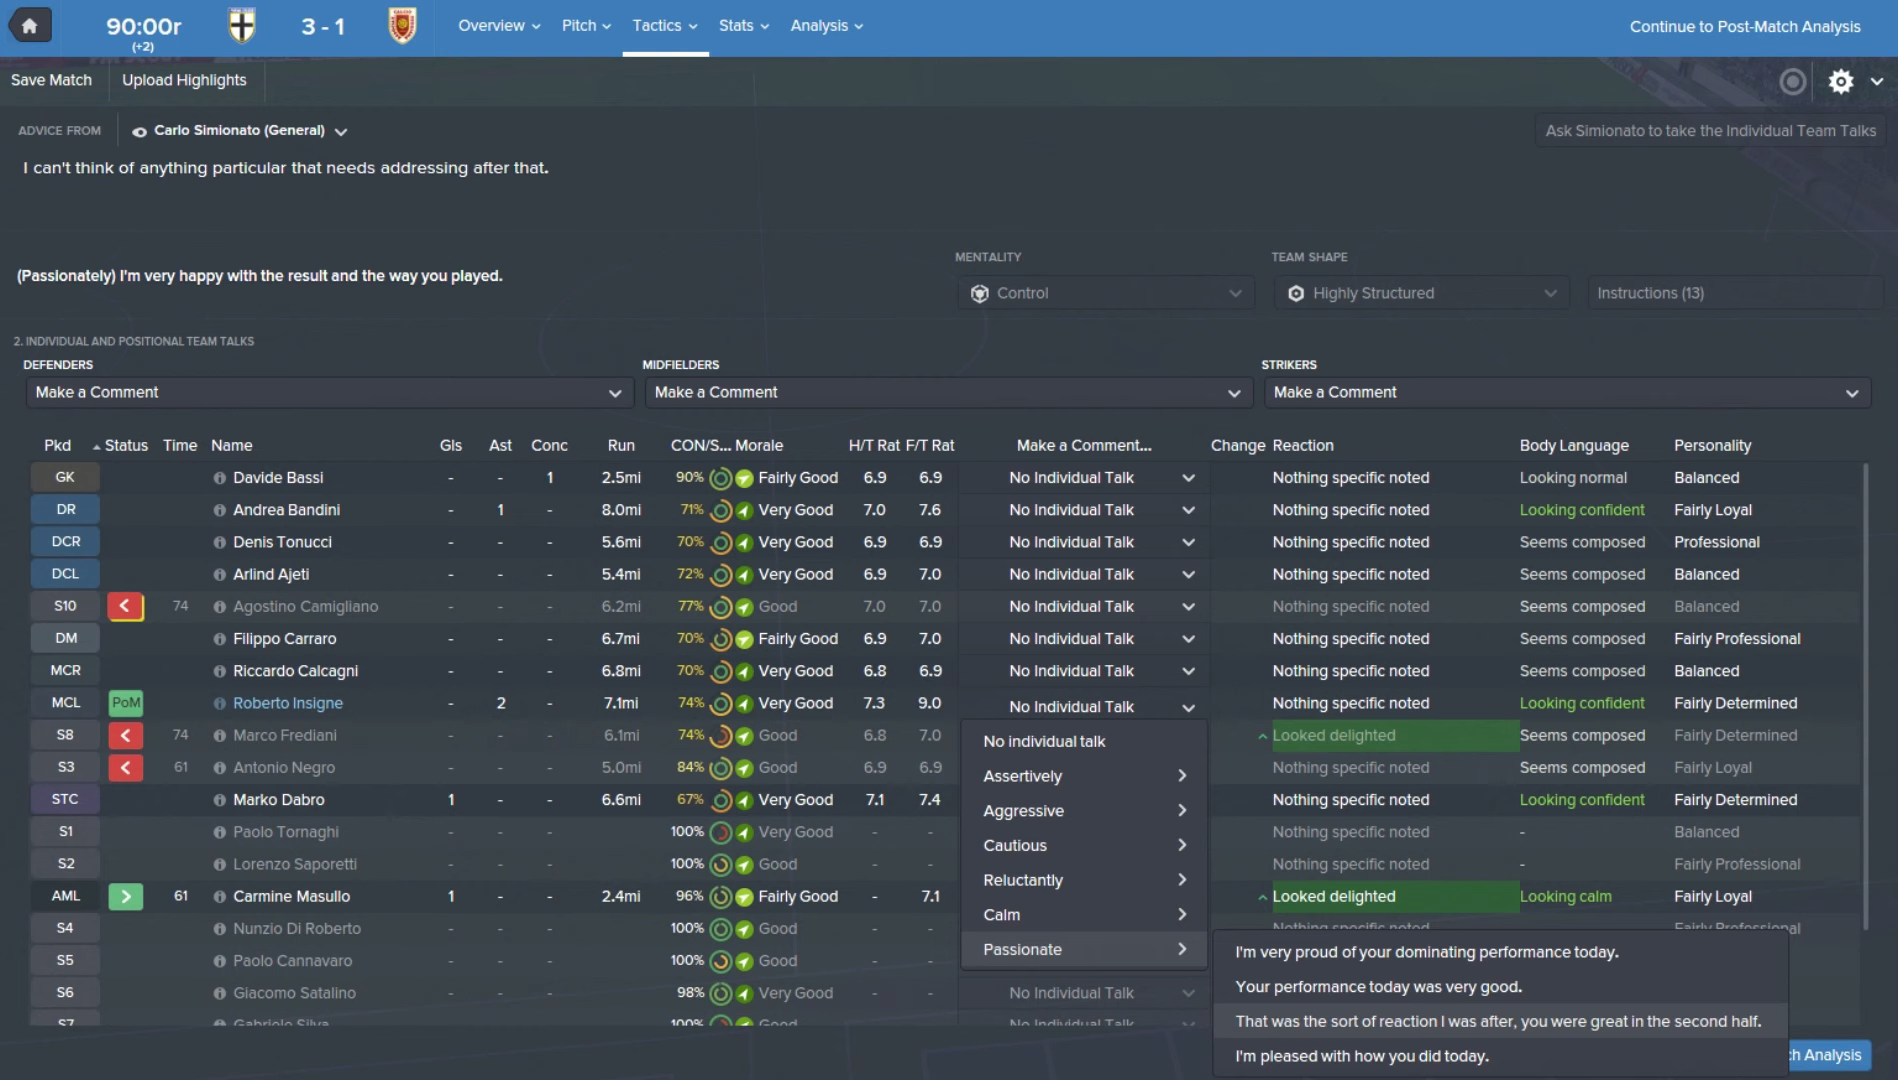 90:00r
(+2)
3 - 1
Overview
Pitch
Tactics
Stats
Analysis
Continue to Post-Match Analysis
Save Match
Upload Highlights
ADVICE FROM
Carlo Simionato (General)
Ask Simionato to take the Individual Team Talks
I can't think of anything particular that needs addressing after that.
MENTALITY
TEAM SHAPE
(Passionately) I'm very happy with the result and the way you played.
Control
Highly Structured
Instructions (13)
2. INDIVIDUAL AND POSITIONAL TEAM TALKS
DEFENDERS
MIDFIELDERS
STRIKERS
Make a Comment
Make a Comment
Make a Comment
Pkd Status Time Name Gls Ast Conc Run CON/S... Morale H/T Rat F/T Rat Make a Comment... Change Reaction Body Language Personality
GK Davide Bassi - - 1 2.5mi 90% Fairly Good 6.9 6.9 No Individual Talk Nothing specific noted Looking normal Balanced
DR Andrea Bandini - 1 - 8.0mi 71% Very Good 7.0 7.6 No Individual Talk Nothing specific noted Looking confident Fairly Loyal
DCR Denis Tonucci - - - 5.6mi 70% Very Good 6.9 6.9 No Individual Talk Nothing specific noted Seems composed Professional
DCL Arlind Ajeti - - - 5.4mi 72% Very Good 6.9 7.0 No Individual Talk Nothing specific noted Seems composed Balanced
S10 74 Agostino Camigliano - - - 6.2mi 77% Good 7.0 7.0 No Individual Talk Nothing specific noted Seems composed Balanced
DM Filippo Carraro - - - 6.7mi 70% Fairly Good 6.9 7.0 No Individual Talk Nothing specific noted Seems composed Fairly Professional
MCR Riccardo Calcagni - - - 6.8mi 70% Very Good 6.8 6.9 No Individual Talk Nothing specific noted Seems composed Balanced
MCL PoM Roberto Insigne - 2 - 7.1mi 74% Very Good 7.3 9.0 No Individual Talk Nothing specific noted Looking confident Fairly Determined
S8 74 Marco Frediani - - - 6.1mi 74% Good 6.8 7.0 Looked delighted Seems composed Fairly Determined
S3 61 Antonio Negro - - - 5.0mi 84% Good 6.9 6.9 Nothing specific noted Seems composed Fairly Loyal
STC Marko Dabro 1 - - 6.6mi 67% Very Good 7.1 7.4 Nothing specific noted Looking confident Fairly Determined
S1 Paolo Tornaghi - - - 100% Very Good - - Nothing specific noted - Balanced
S2 Lorenzo Saporetti - - - 100% Good - - Nothing specific noted - Fairly Professional
AML 61 Carmine Masullo 1 - - 2.4mi 96% Fairly Good - 7.1 Looked delighted Looking calm Fairly Loyal
S4 Nunzio Di Roberto - - - 100% Good - - Nothing specific noted Fairly Professional
S5 Paolo Cannavaro - - - 100% Good - -
S6 Giacomo Satalino - - - 98% Very Good - - No Individual Talk
S7 Gabriele Silva - - - 100% Good - - No Individual Talk
No individual talk
Assertively
Aggressive
Cautious
Reluctantly
Calm
Passionate
I'm very proud of your dominating performance today.
Your performance today was very good.
That was the sort of reaction I was after, you were great in the second half.
I'm pleased with how you did today.
ch Analysis